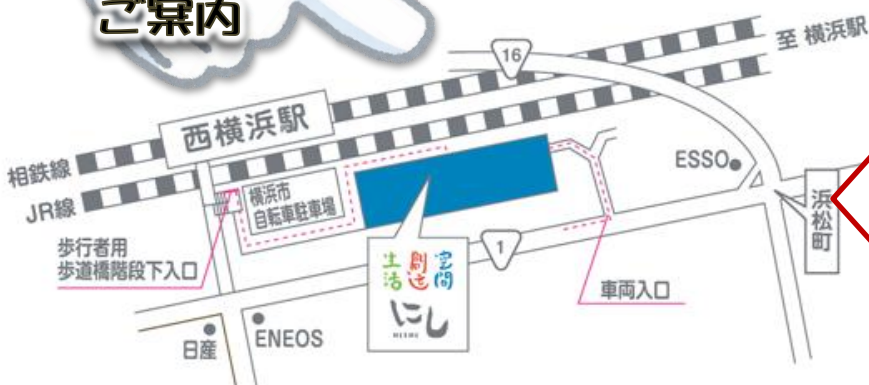 ご案内
16
至 横浜駅
西横浜駅
相鉄線
JR線
横浜市
自転車駐車場
ESSO
浜松町
歩行者用
歩道橋階段下入口
1
生活
創造
空間
にし
NISHI
車両入口
日産
ENEOS